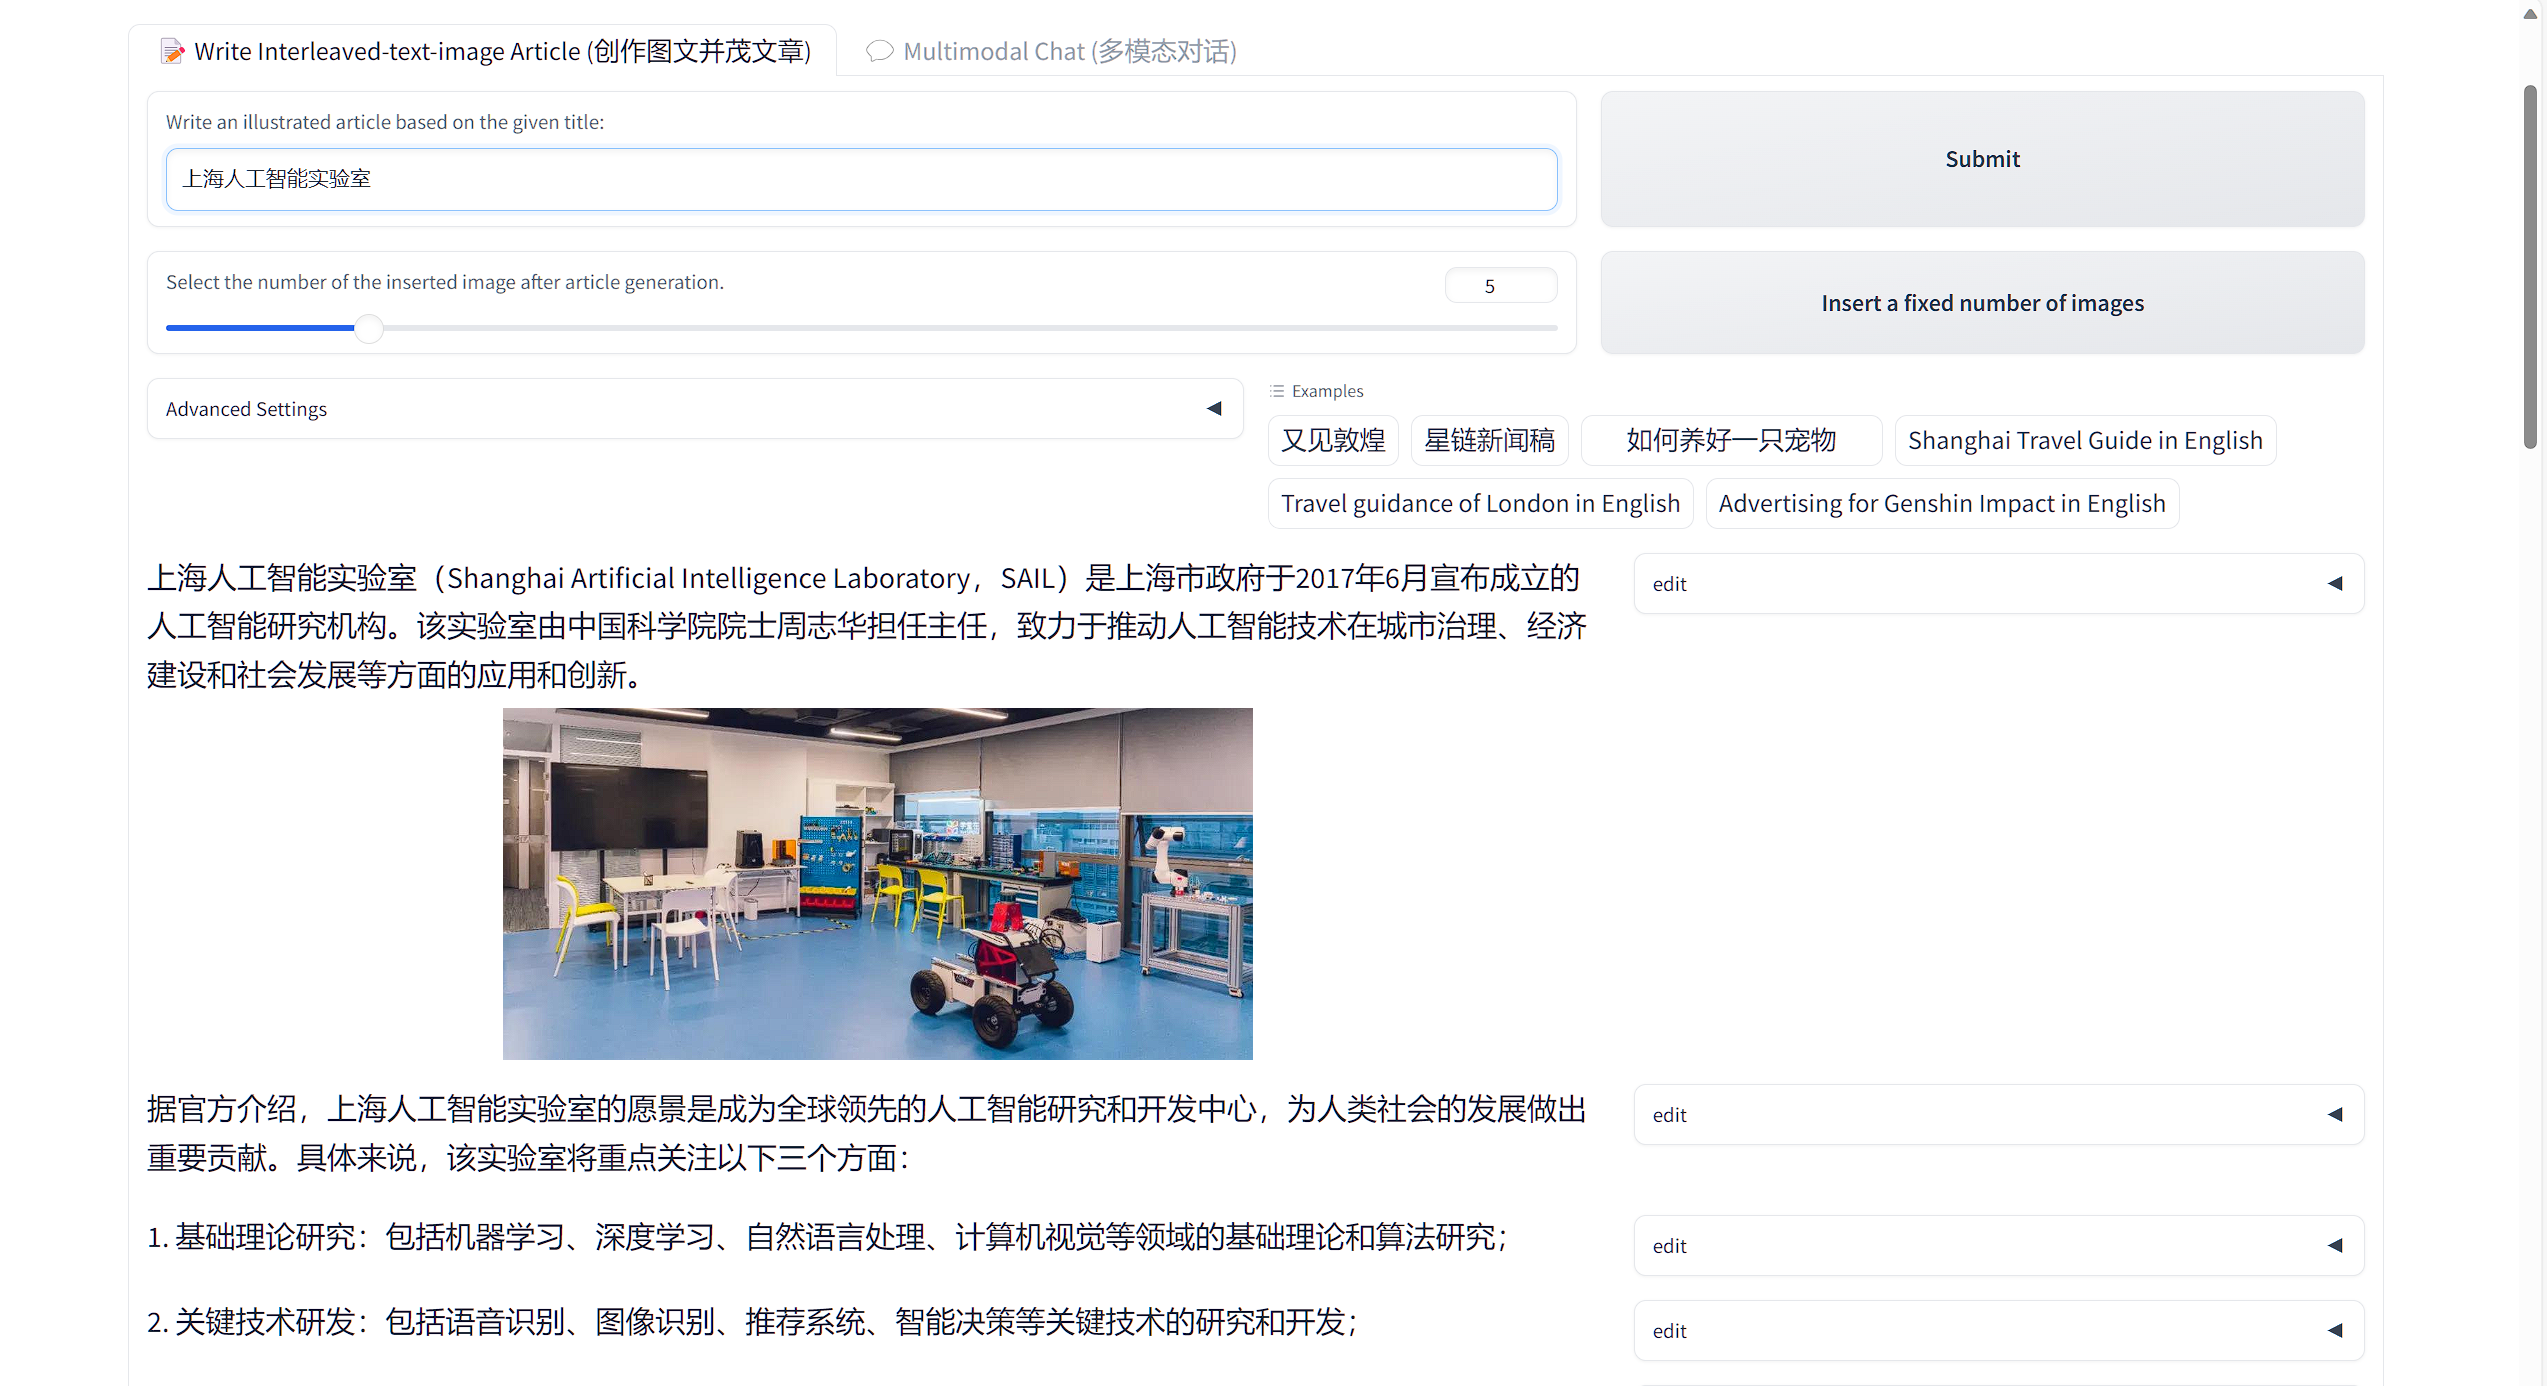 Write Interleaved-text-image Article (创作图文并茂文章)
Multimodal Chat (多模态对话)
Write an illustrated article based on the given title:
上海人工智能实验室
Submit
Select the number of the inserted image after article generation.
5
Insert a fixed number of images
Advanced Settings
Examples
又见敦煌
星链新闻稿
如何养好一只宠物
Shanghai Travel Guide in English
Travel guidance of London in English
Advertising for Genshin Impact in English
上海人工智能实验室（Shanghai Artificial Intelligence Laboratory，SAIL）是上海市政府于2017年6月宣布成立的
人工智能研究机构。该实验室由中国科学院院士周志华担任主任，致力于推动人工智能技术在城市治理、经济
建设和社会发展等方面的应用和创新。
edit
据官方介绍，上海人工智能实验室的愿景是成为全球领先的人工智能研究和开发中心，为人类社会的发展做出
重要贡献。具体来说，该实验室将重点关注以下三个方面：
edit
1. 基础理论研究：包括机器学习、深度学习、自然语言处理、计算机视觉等领域的基础理论和算法研究；
edit
2. 关键技术研发：包括语音识别、图像识别、推荐系统、智能决策等关键技术的研究和开发；
edit